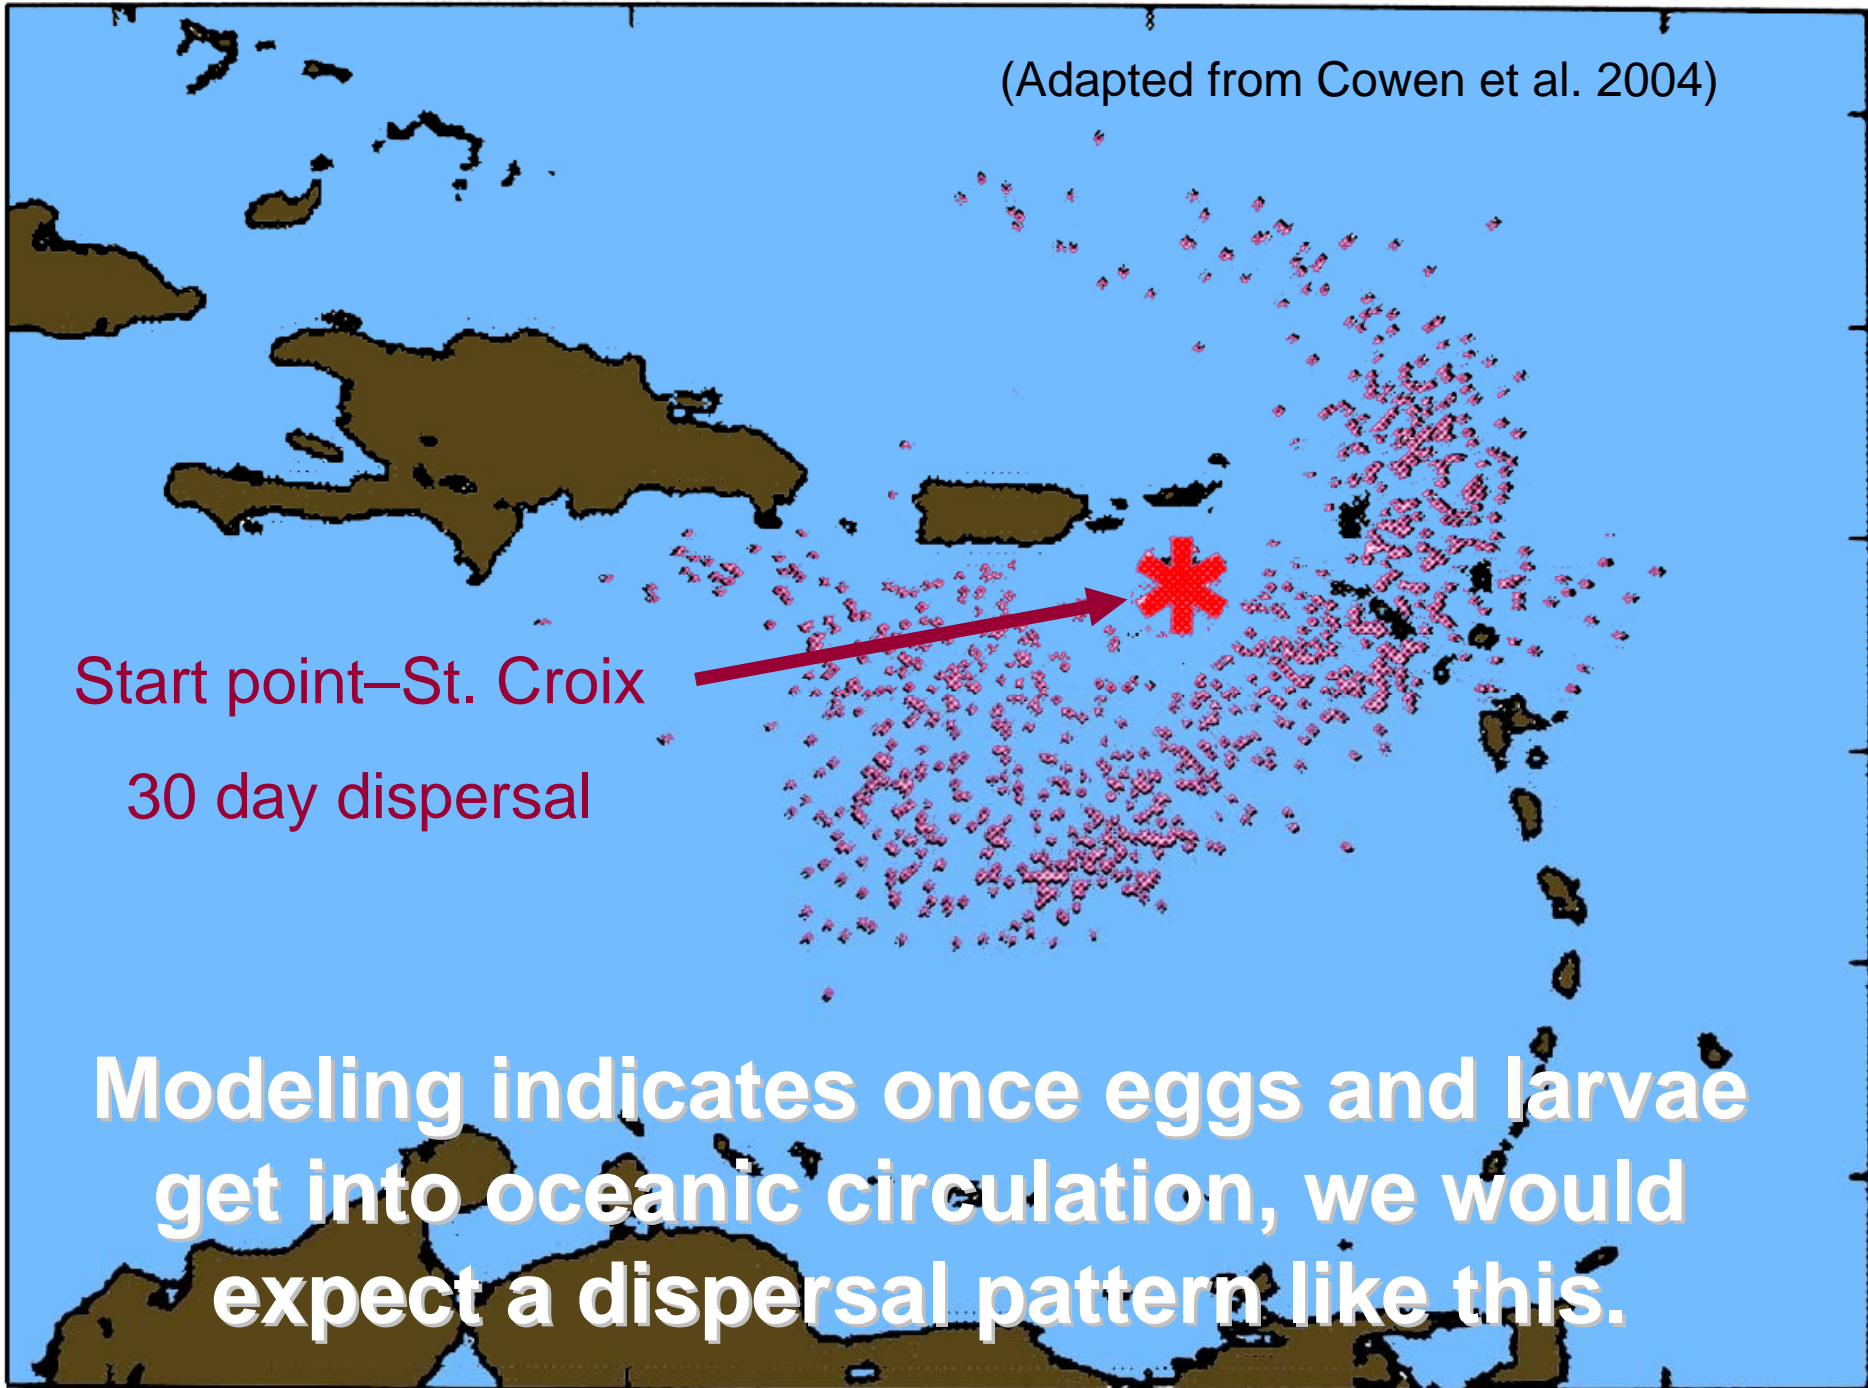 (Adapted from Cowen et al. 2004)
Start point–St. Croix
30 day dispersal
Modeling indicates once eggs and larvae
get into oceanic circulation, we would
expect a dispersal pattern like this.